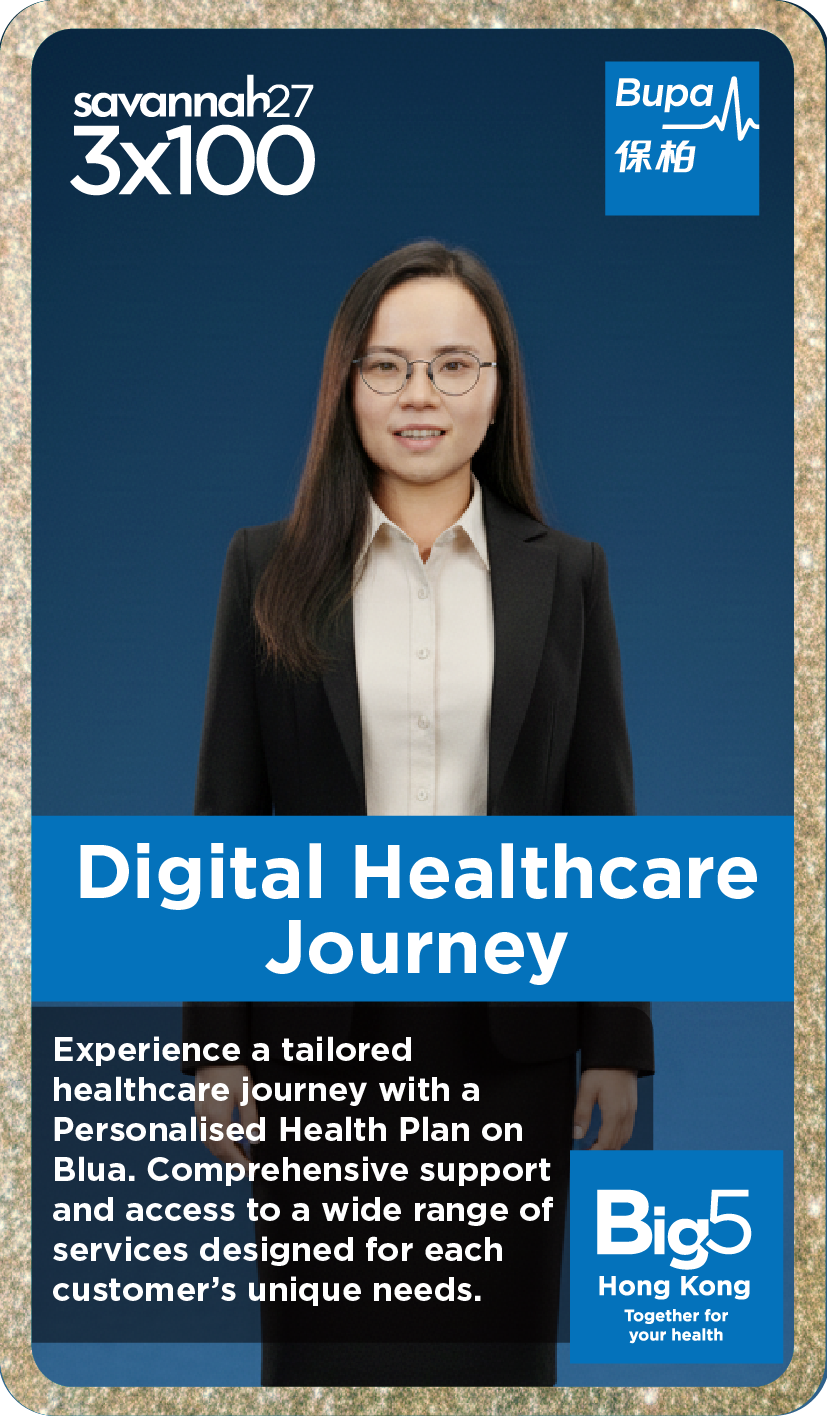 savannah27
3x100
Bupa
保柏
Digital Healthcare
Journey
Experience a tailored
healthcare journey with a
Personalised Health Plan on
Blua. Comprehensive support
and access to a wide range of
services designed for each
customer’s unique needs.
Big5
Hong Kong
Together for
your health